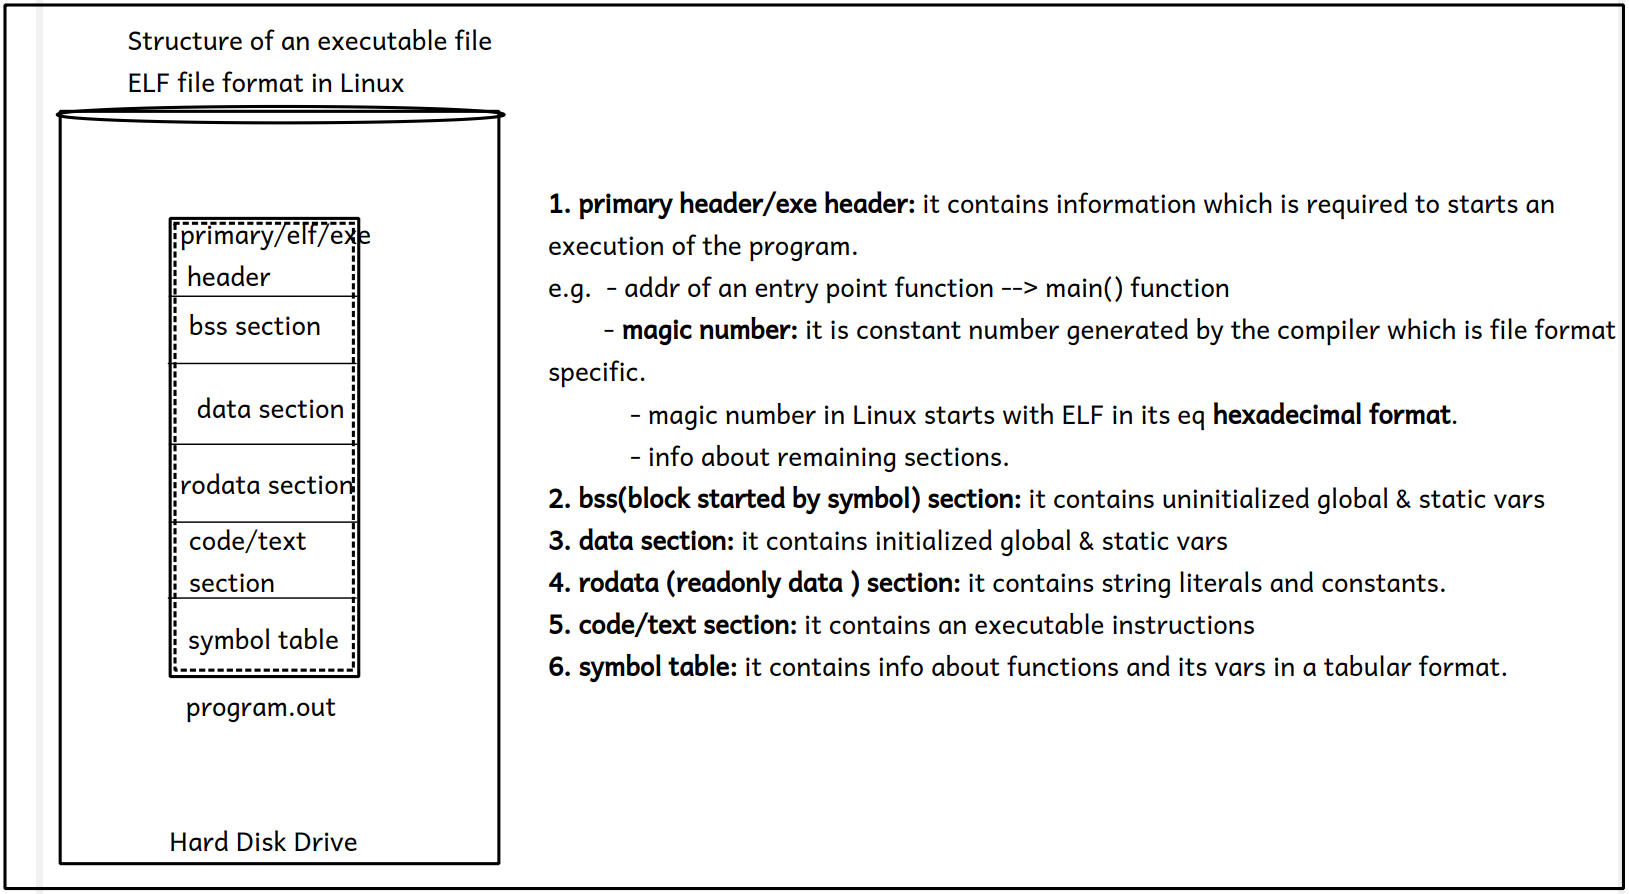 Structure of an executable file
ELF file format in Linux
primary/elf/exe
header
bss section
data section
rodata section
code/text
section
symbol table
program.out
Hard Disk Drive
1. primary header/exe header: it contains information which is required to starts an
execution of the program.
e.g. - addr of an entry point function --> main() function
- magic number: it is constant number generated by the compiler which is file format
specific.
- magic number in Linux starts with ELF in its eq hexadecimal format.
- info about remaining sections.
2. bss(block started by symbol) section: it contains uninitialized global & static vars
3. data section: it contains initialized global & static vars
4. rodata (readonly data ) section: it contains string literals and constants.
5. code/text section: it contains an executable instructions
6. symbol table: it contains info about functions and its vars in a tabular format.